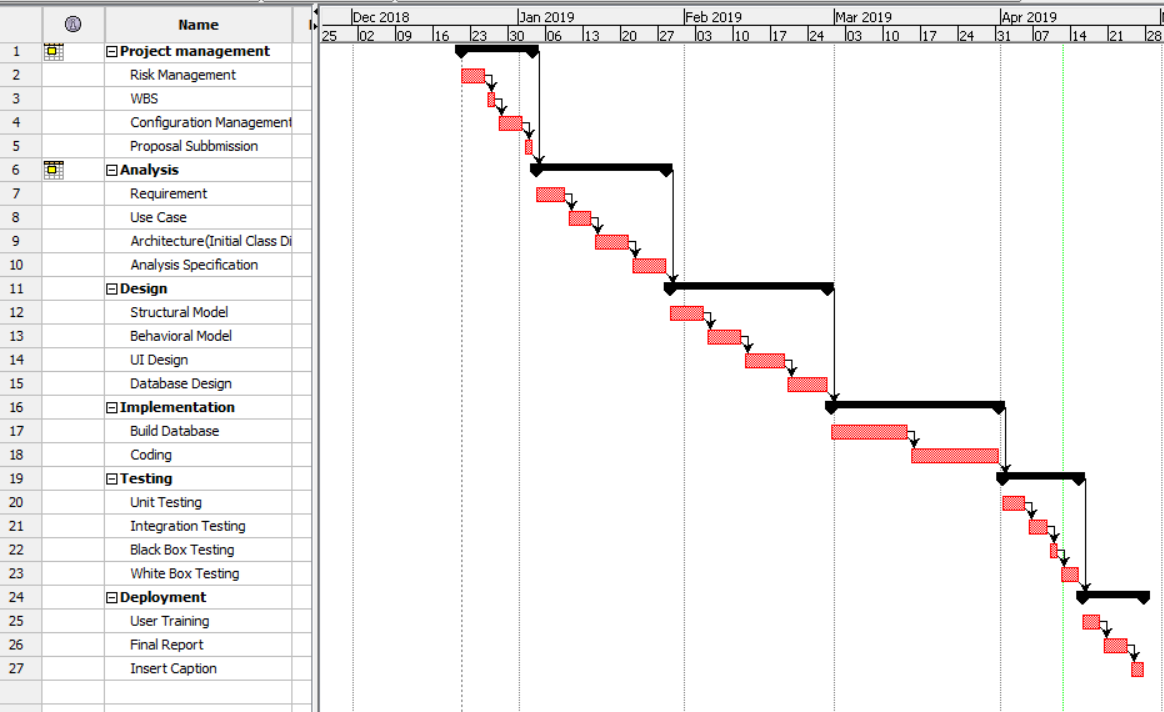 Name
Dec 2018 Jan 2019 Feb 2019 Mar 2019 Apr 2019
25 02 09 16 23 30 06 13 20 27 03 10 17 24 03 10 17 24 31 07 14 21 28
1 Project management
2 Risk Management
3 WBS
4 Configuration Management
5 Proposal Subbmission
6 Analysis
7 Requirement
8 Use Case
9 Architecture(Initial Class Di
10 Analysis Specification
11 Design
12 Structural Model
13 Behavioral Model
14 UI Design
15 Database Design
16 Implementation
17 Build Database
18 Coding
19 Testing
20 Unit Testing
21 Integration Testing
22 Black Box Testing
23 White Box Testing
24 Deployment
25 User Training
26 Final Report
27 Insert Caption